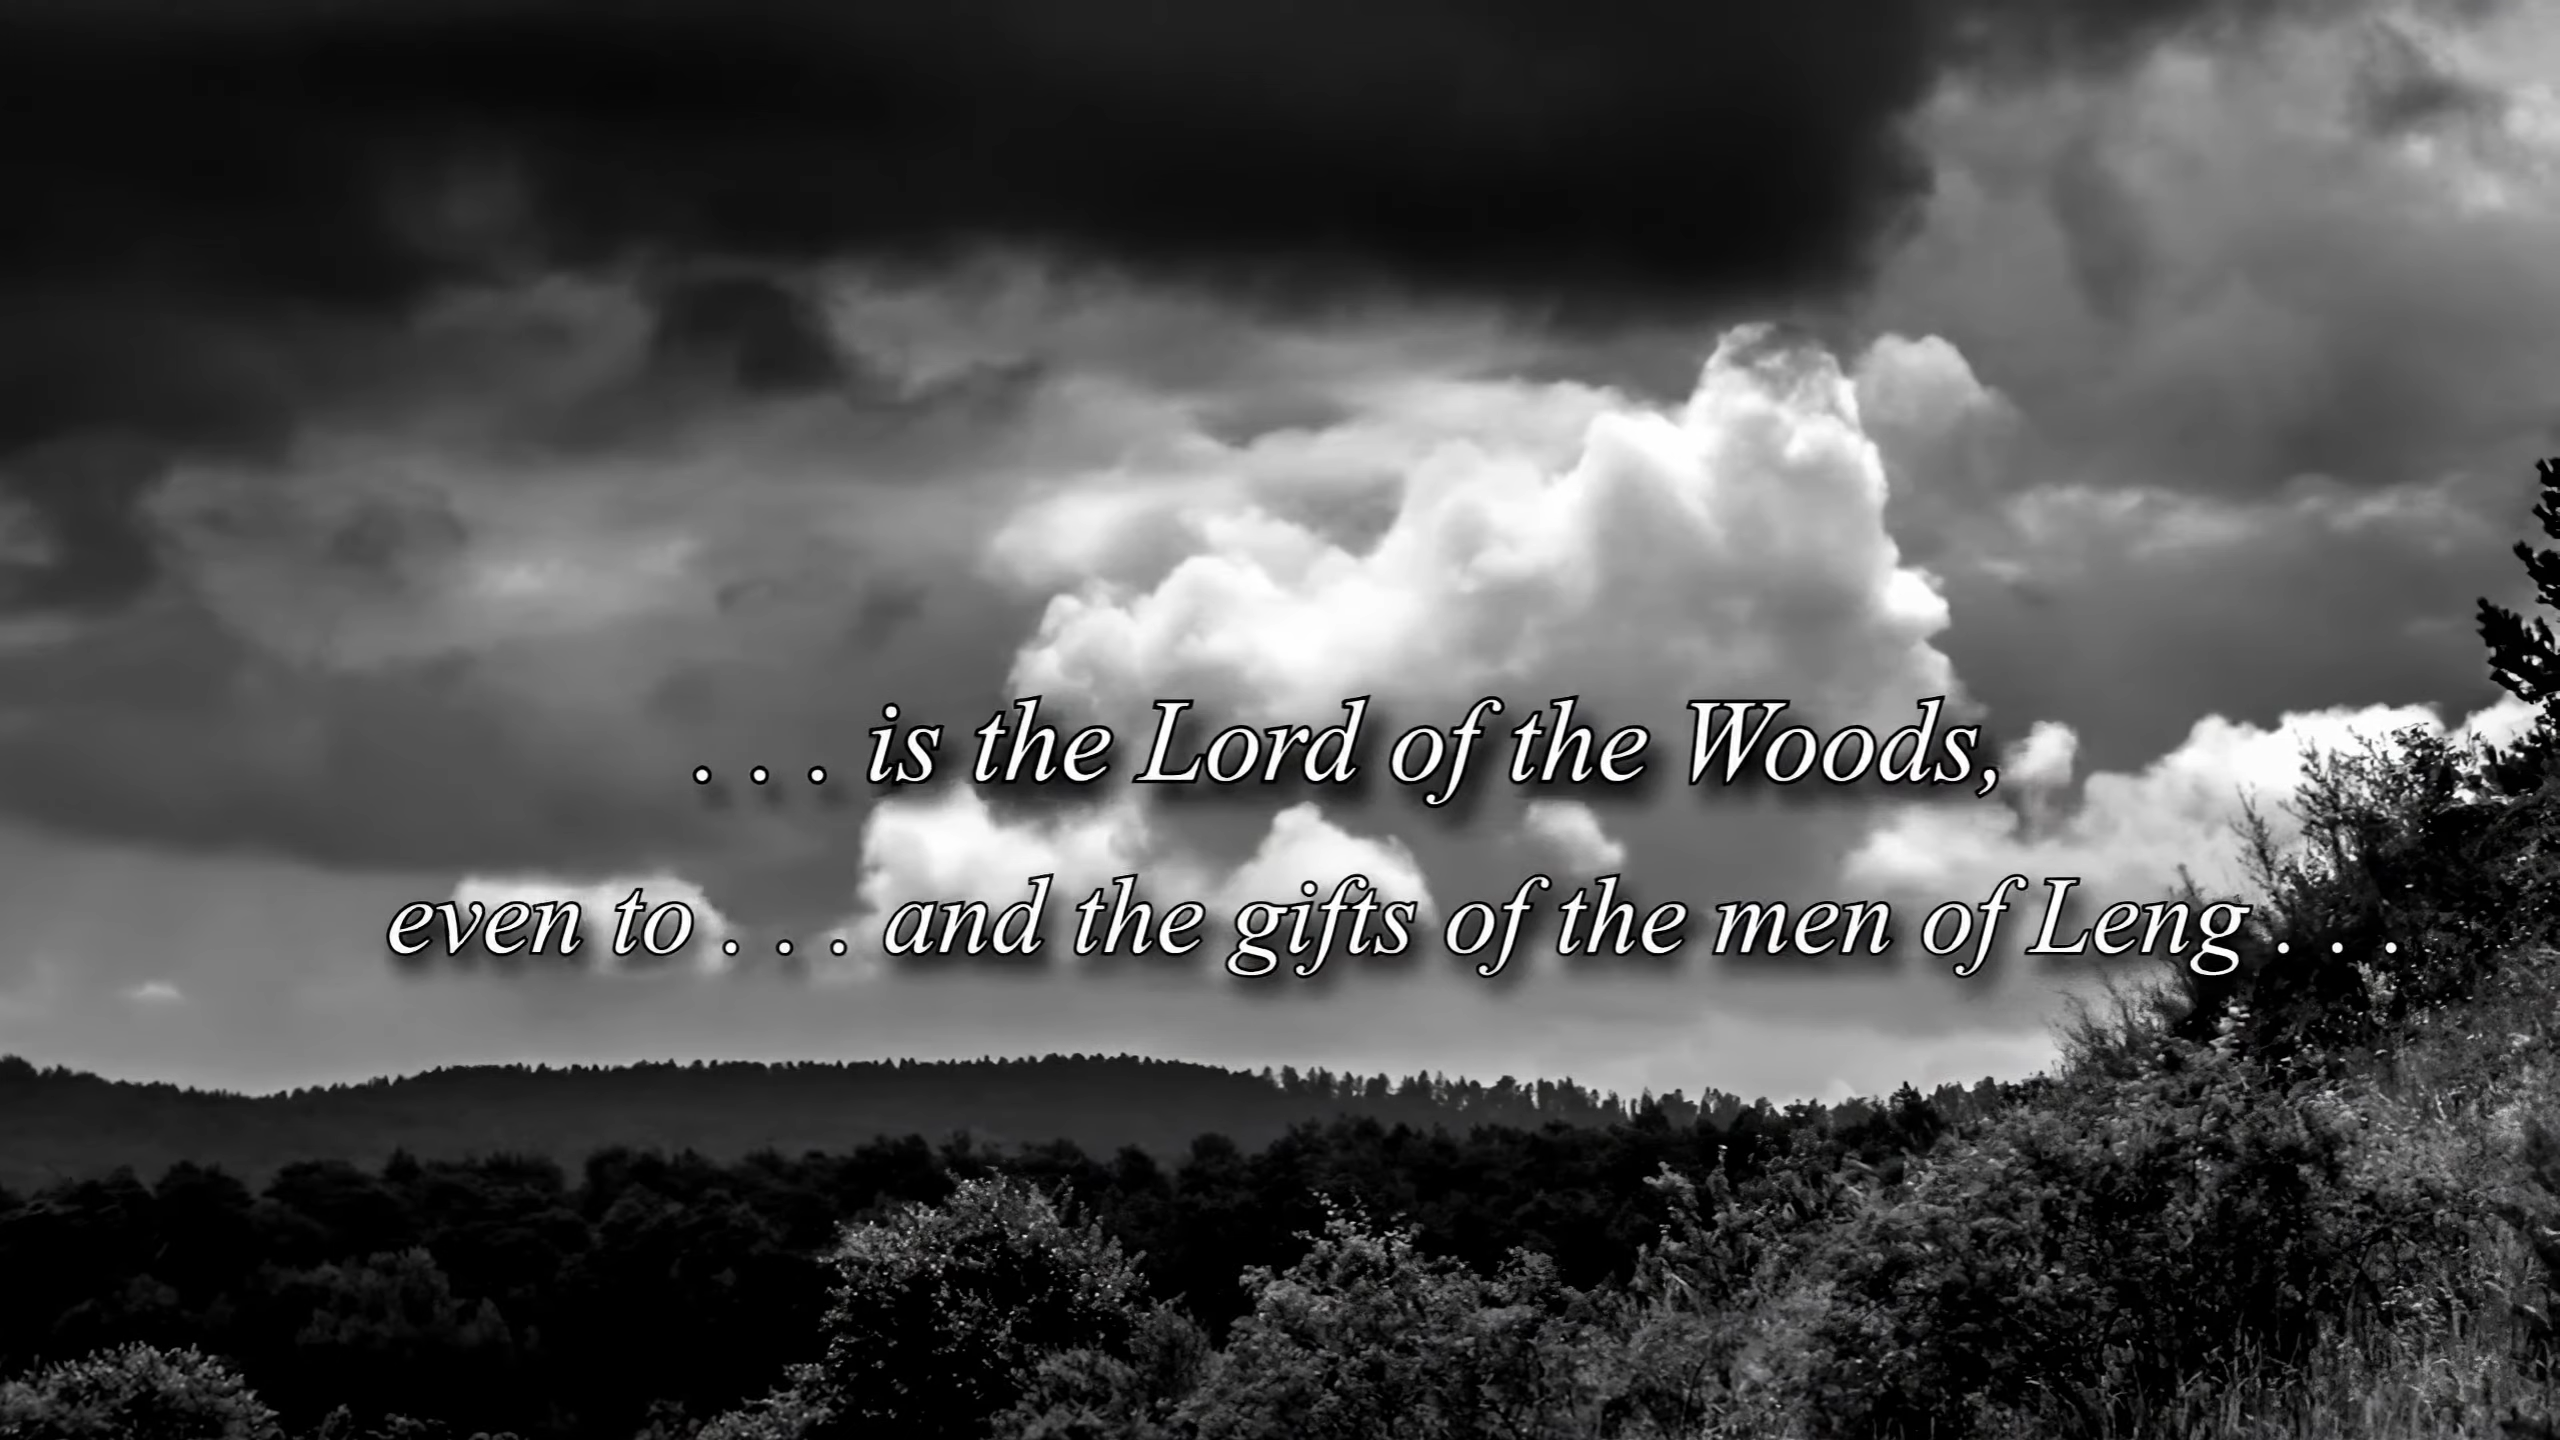 . . . is the Lord of the Woods,
even to . . . and the gifts of the men of Leng . . .